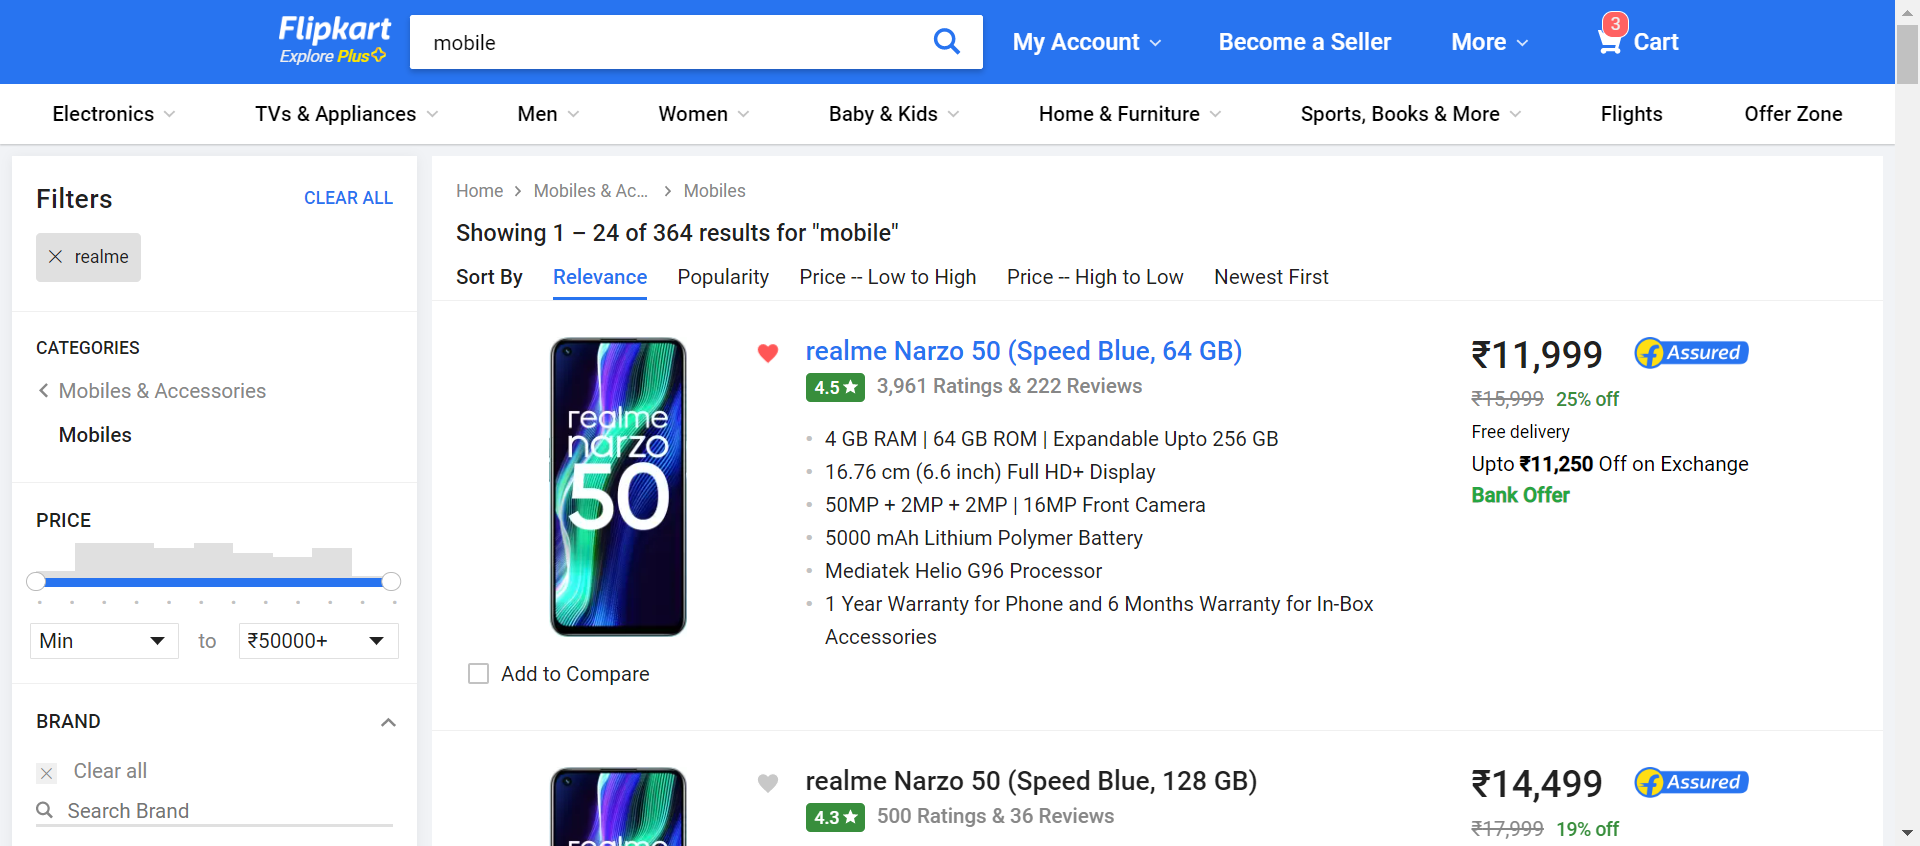 Flipkart
Explore Plus
mobile
My Account
Become a Seller
More
3
Cart
Electronics
TVs & Appliances
Men
Women
Baby & Kids
Home & Furniture
Sports, Books & More
Flights
Offer Zone
Filters
CLEAR ALL
realme
CATEGORIES
Mobiles & Accessories
Mobiles
PRICE
Min
to
₹50000+
BRAND
Clear all
Search Brand
Home
Mobiles & Ac...
Mobiles
Showing 1 – 24 of 364 results for "mobile"
Sort By
Relevance
Popularity
Price -- Low to High
Price -- High to Low
Newest First
realme
narzo
50
Add to Compare
realme Narzo 50 (Speed Blue, 64 GB)
4.5★ 3,961 Ratings & 222 Reviews
4 GB RAM | 64 GB ROM | Expandable Upto 256 GB
16.76 cm (6.6 inch) Full HD+ Display
50MP + 2MP + 2MP | 16MP Front Camera
5000 mAh Lithium Polymer Battery
Mediatek Helio G96 Processor
1 Year Warranty for Phone and 6 Months Warranty for In-Box
Accessories
₹11,999
f Assured
₹15,999 25% off
Free delivery
Upto ₹11,250 Off on Exchange
Bank Offer
realme
realme Narzo 50 (Speed Blue, 128 GB)
4.3★ 500 Ratings & 36 Reviews
₹14,499
f Assured
₹17,999 19% off